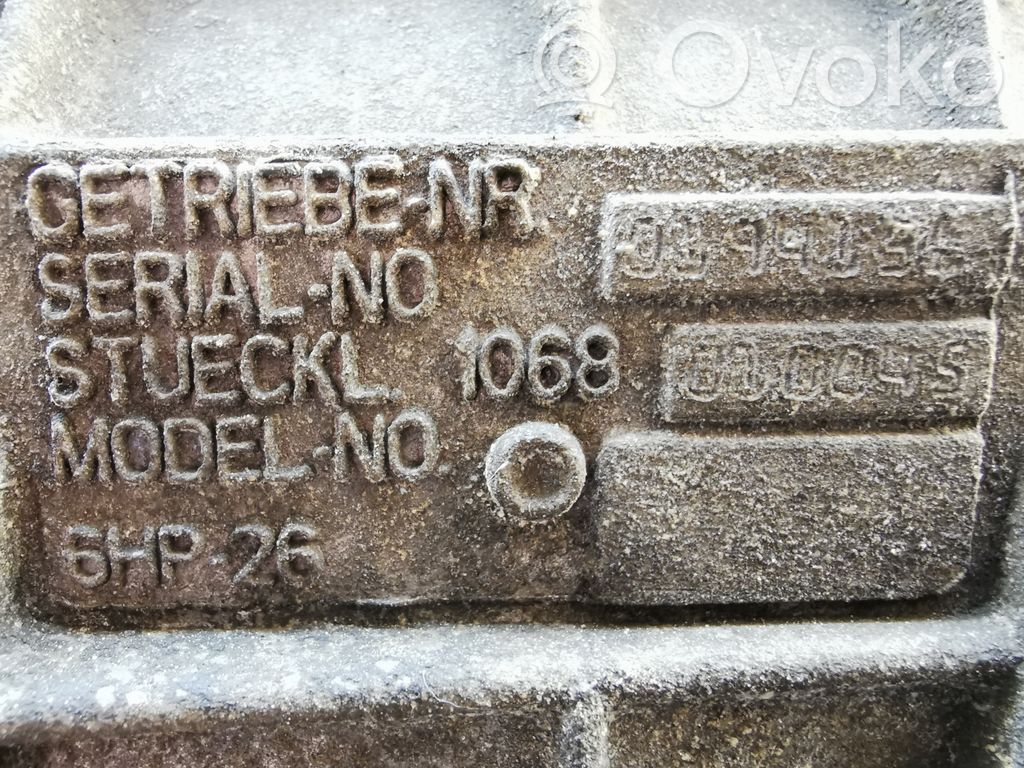 Ovoko
GETRIEBE-NR.
SERIAL-NO
STUECKL. 1068
MODEL-NO.
6HP-26